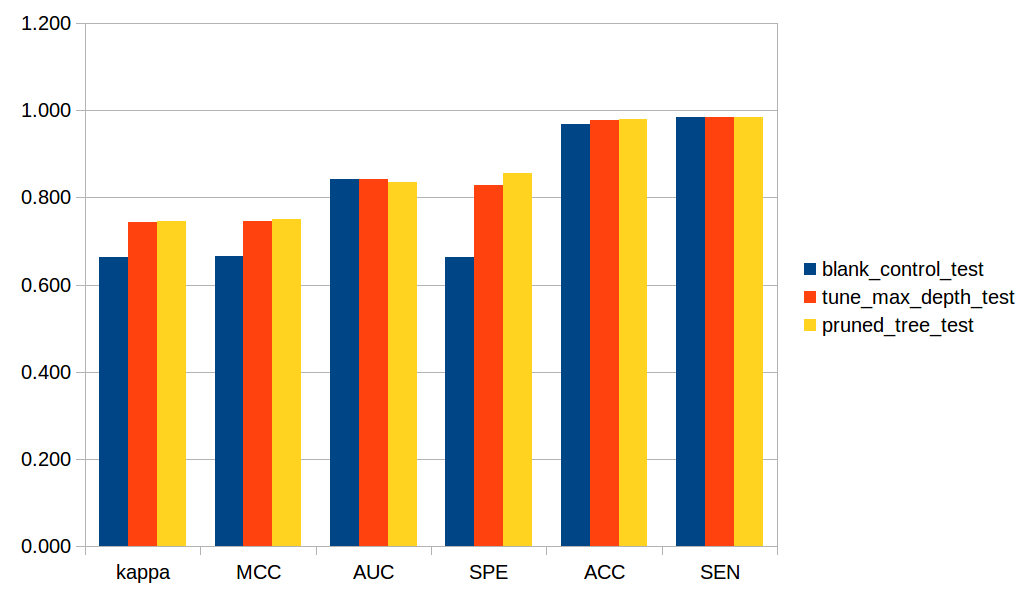 1.200
1.000
0.800
0.600
0.400
0.200
0.000
kappa
MCC
AUC
SPE
ACC
SEN
blank_control_test
tune_max_depth_test
pruned_tree_test